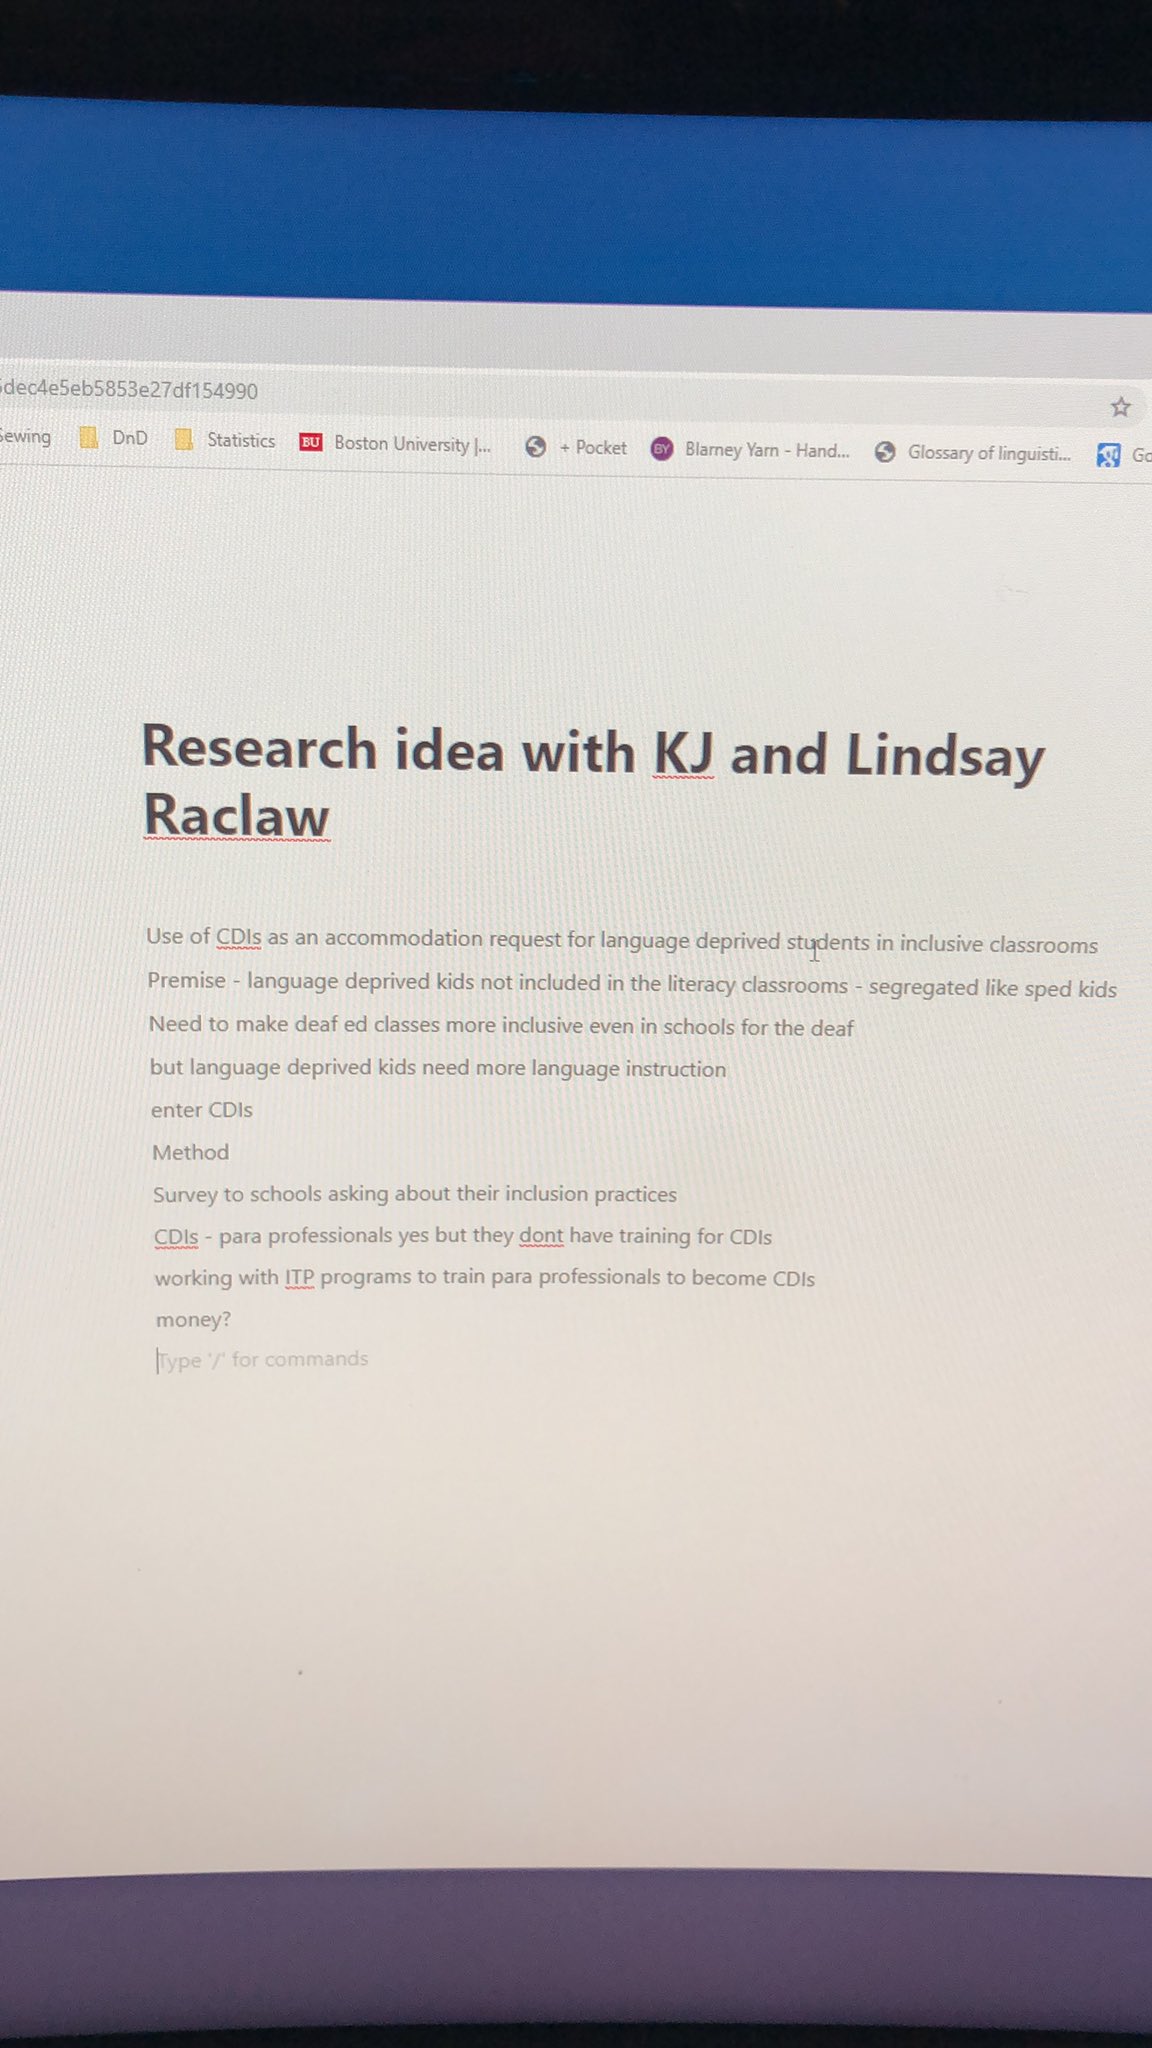 dec4e5eb5853e27df154990
Sewing DnD Statistics BU Boston University |... + Pocket BY Blarney Yarn - Hand... Glossary of linguisti... Go
Research idea with KJ and Lindsay
Raclaw
Use of CDIs as an accommodation request for language deprived students in inclusive classrooms
Premise - language deprived kids not included in the literacy classrooms - segregated like sped kids
Need to make deaf ed classes more inclusive even in schools for the deaf
but language deprived kids need more language instruction
enter CDIs
Method
Survey to schools asking about their inclusion practices
CDIs - para professionals yes but they dont have training for CDIs
working with ITP programs to train para professionals to become CDIs
money?
Type '/' for commands